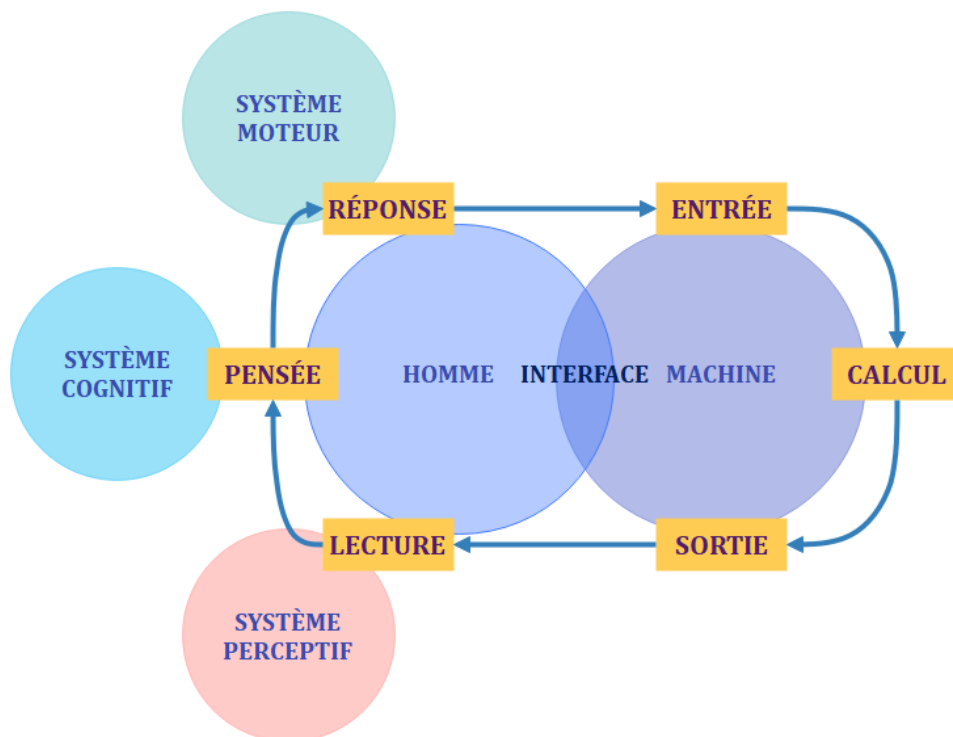 SYSTÈME
MOTEUR
RÉPONSE
ENTRÉE
SYSTÈME
COGNITIF
PENSÉE
HOMME
INTERFACE
MACHINE
CALCUL
LECTURE
SORTIE
SYSTÈME
PERCEPTIF